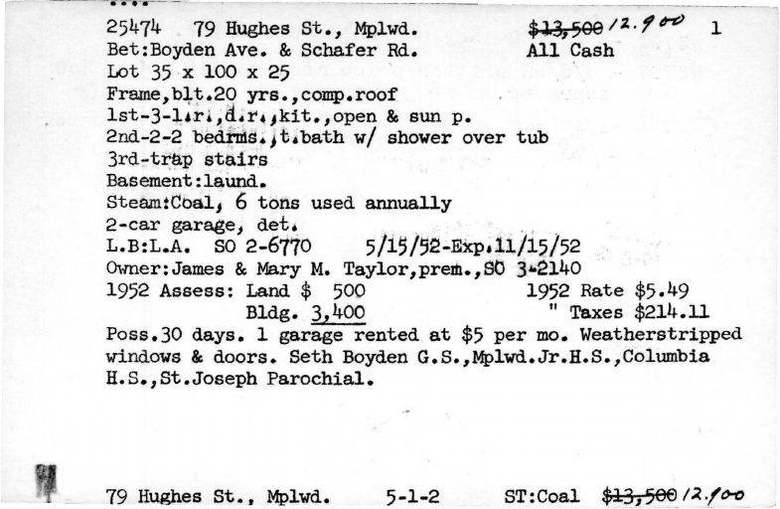 25474 79 Hughes St., Mplwd. $13,500 12.900 1
Bet:Boyden Ave. & Schafer Rd. All Cash
Lot 35 x 100 x 25
Frame,blt.20 yrs.,comp.roof
1st-3-l.r.,d.r.,kit.,open & sun p.
2nd-2-2 bedrms.,t.bath w/ shower over tub
3rd-trap stairs
Basement:laund.
Steam:Coal, 6 tons used annually
2-car garage, det.
L.B:L.A. SO 2-6770 5/15/52-Exp.11/15/52
Owner:James & Mary M. Taylor,prem.,SO 3-2140
1952 Assess: Land $ 500 1952 Rate $5.49
Bldg. 3,400 " Taxes $214.11
Poss.30 days. 1 garage rented at $5 per mo. Weatherstripped
windows & doors. Seth Boyden G.S.,Mplwd.Jr.H.S.,Columbia
H.S.,St.Joseph Parochial.
79 Hughes St., Mplwd. 5-1-2 ST:Coal $13,500 12.900